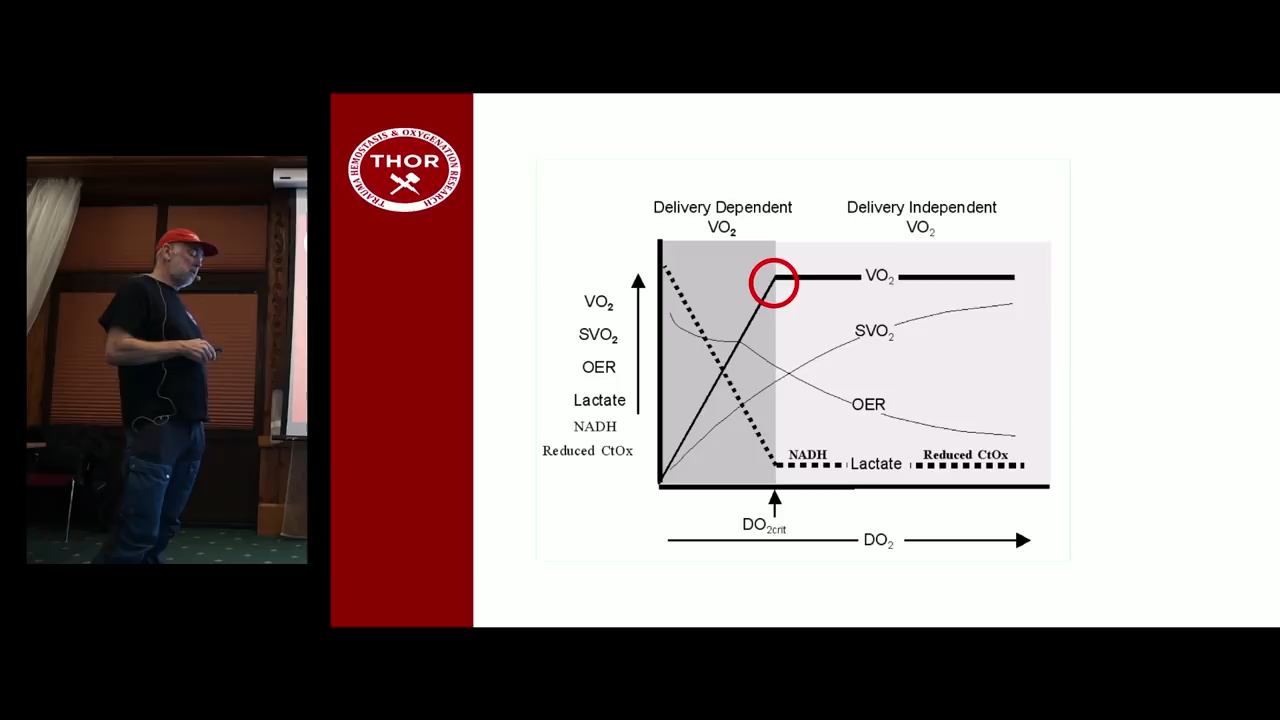 TRAUMA HEMOSTASIS & OXYGENATION RESEARCH
THOR
Delivery Dependent
VO₂
Delivery Independent
VO₂
VO₂
SVO₂
OER
Lactate
NADH
Reduced CtOx
VO₂
SVO₂
OER
NADH
Lactate
Reduced CtOx
DO₂crit
DO₂